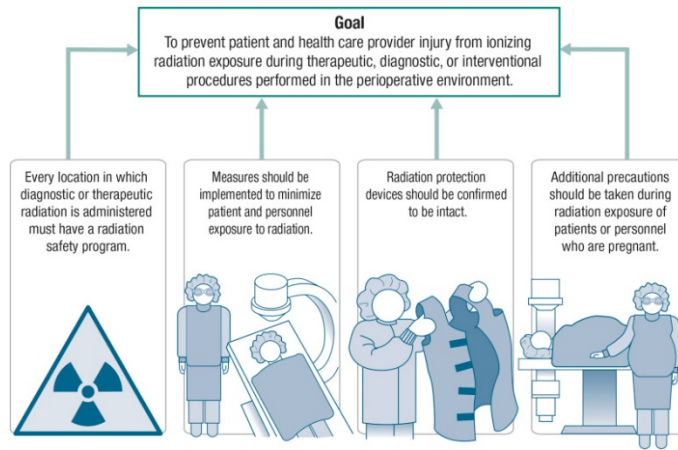 Goal
To prevent patient and health care provider injury from ionizing
radiation exposure during therapeutic, diagnostic, or interventional
procedures performed in the perioperative environment.
Every location in which
diagnostic or therapeutic
radiation is administered
must have a radiation
safety program.
Measures should be
implemented to minimize
patient and personnel
exposure to radiation.
Radiation protection
devices should be confirmed
to be intact.
Additional precautions
should be taken during
radiation exposure of
patients or personnel
who are pregnant.